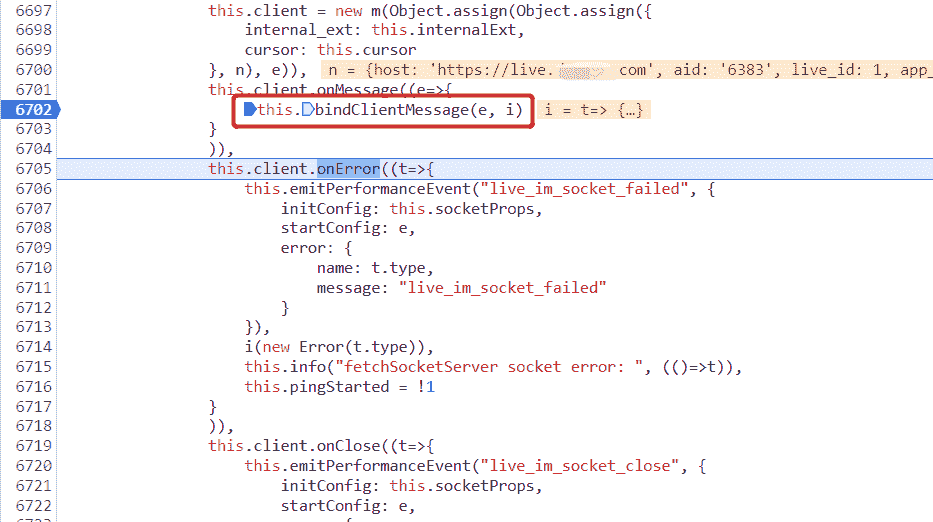 6697 this.client = new m(Object.assign(Object.assign({
6698 internal_ext: this.internalExt,
6699 cursor: this.cursor
6700 }, n), e)), n = {host: 'https://live. com', aid: '6383', live_id: 1, app_
6701 this.client.onMessage((e=>{
6702 this.bindClientMessage(e, i) i = t=> {…}
6703 }
6704 )),
6705 this.client.onError((t=>{
6706 this.emitPerformanceEvent("live_im_socket_failed", {
6707 initConfig: this.socketProps,
6708 startConfig: e,
6709 error: {
6710 name: t.type,
6711 message: "live_im_socket_failed"
6712 }
6713 }),
6714 i(new Error(t.type)),
6715 this.info("fetchSocketServer socket error: ", (()=>t)),
6716 this.pingStarted = !1
6717 }
6718 )),
6719 this.client.onClose((t=>{
6720 this.emitPerformanceEvent("live_im_socket_close", {
6721 initConfig: this.socketProps,
6722 startConfig: e,